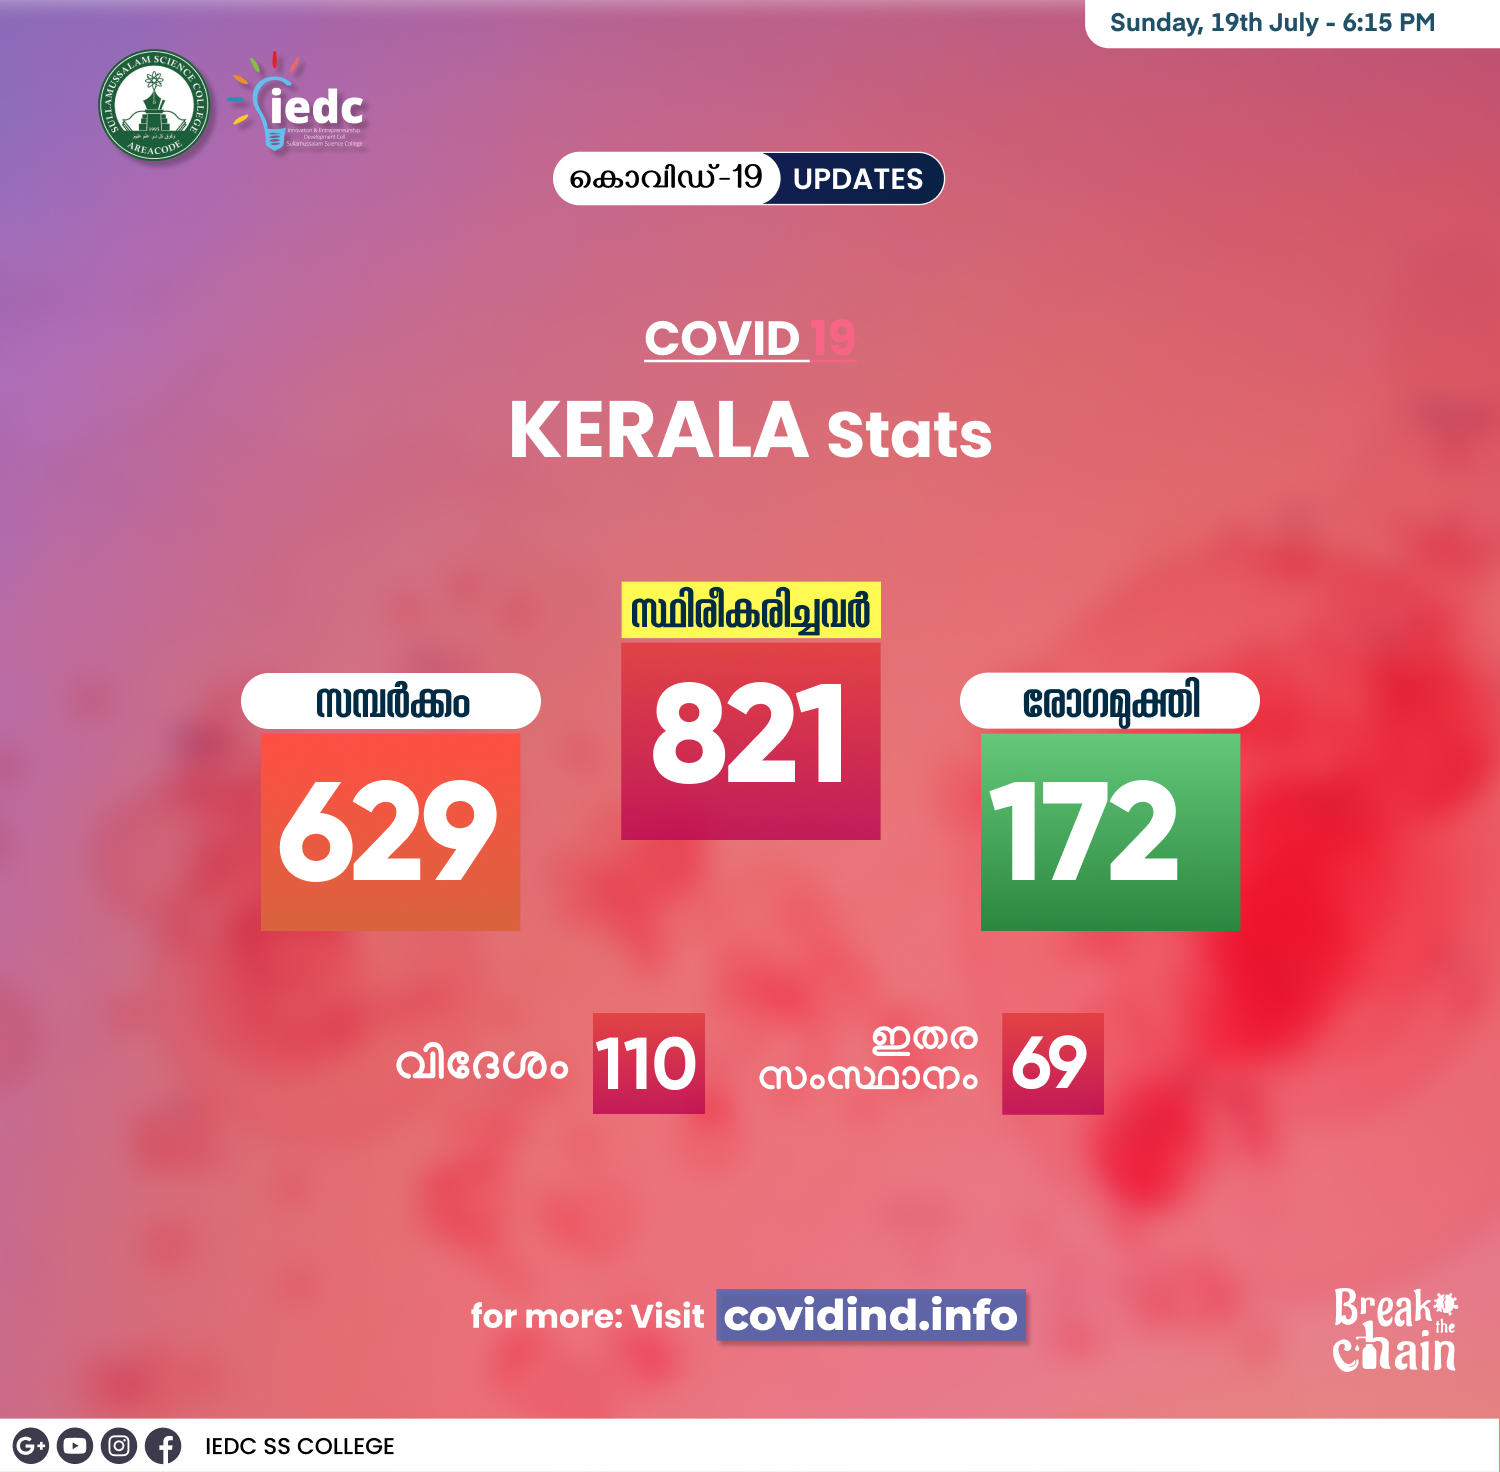 Sunday, 19th July - 6:15 PM
SULLAMUSSALAM SCIENCE COLLEGE
1995
AREACODE
iedc
Innovation & Entrepreneurship
Development Cell
Sullamussalam Science College
കൊവിഡ്-19 UPDATES
COVID 19
KERALA Stats
സ്ഥിരീകരിച്ചവർ
821
സമ്പർക്കം
629
രോഗമുക്തി
172
വിദേശം 110
ഇതര
സംസ്ഥാനം 69
for more: Visit covidind.info
Break
the
chain
IEDC SS COLLEGE